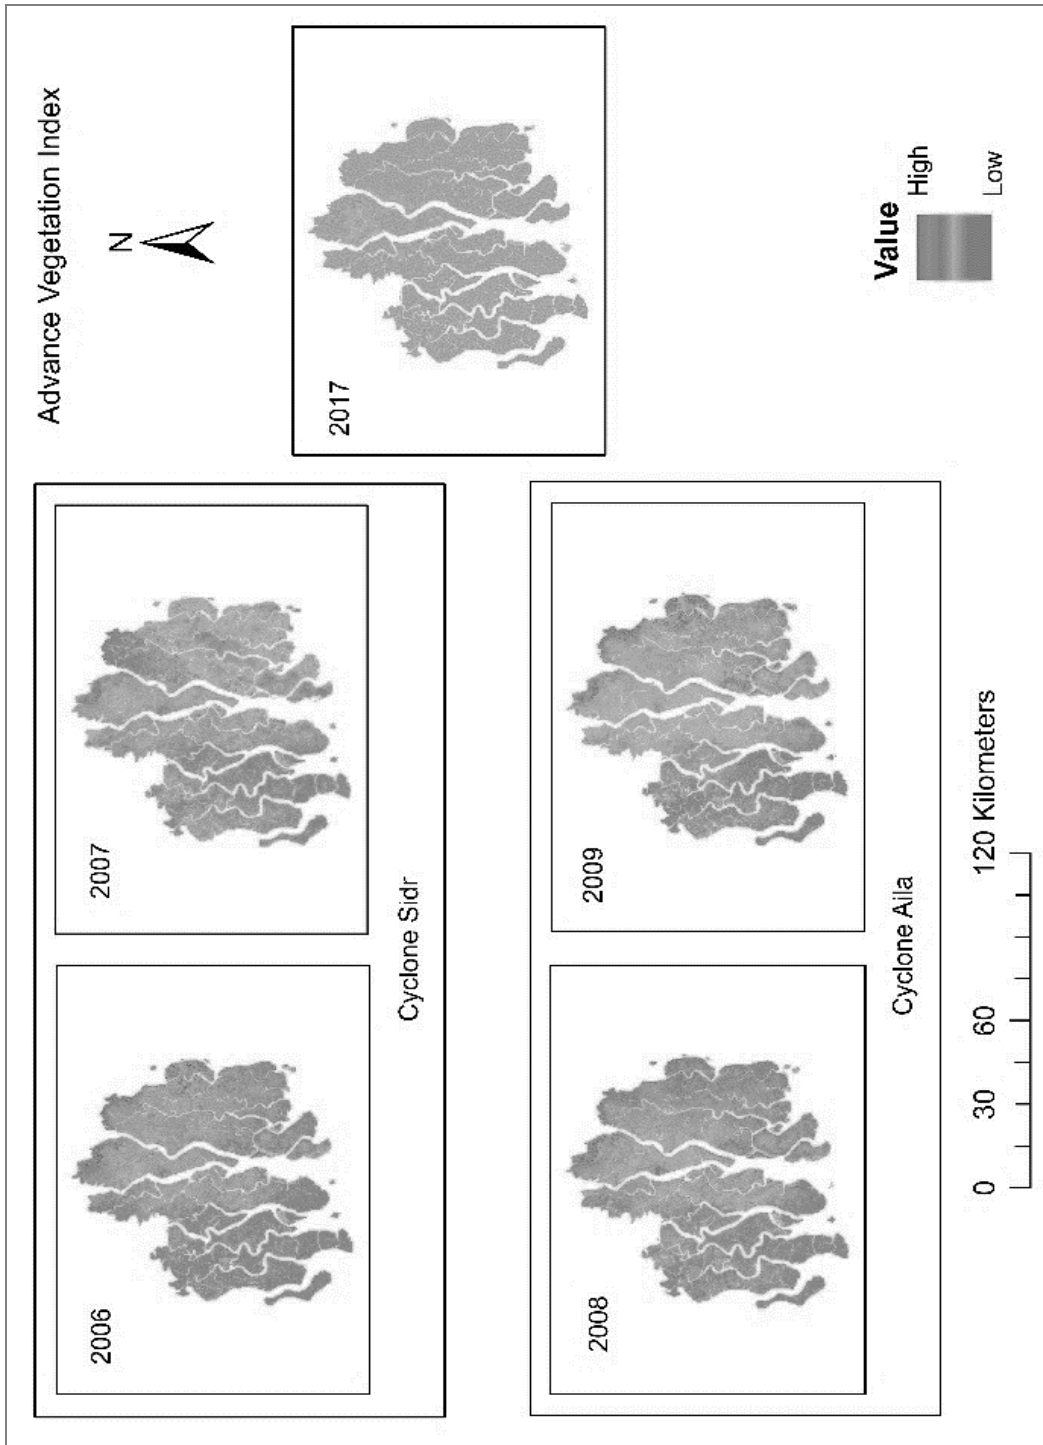 Advance Vegetation Index
N
2006
2007
Cyclone Sidr
2017
2008
2009
Cyclone Aila
Value
High
Low
0 30 60 120 Kilometers